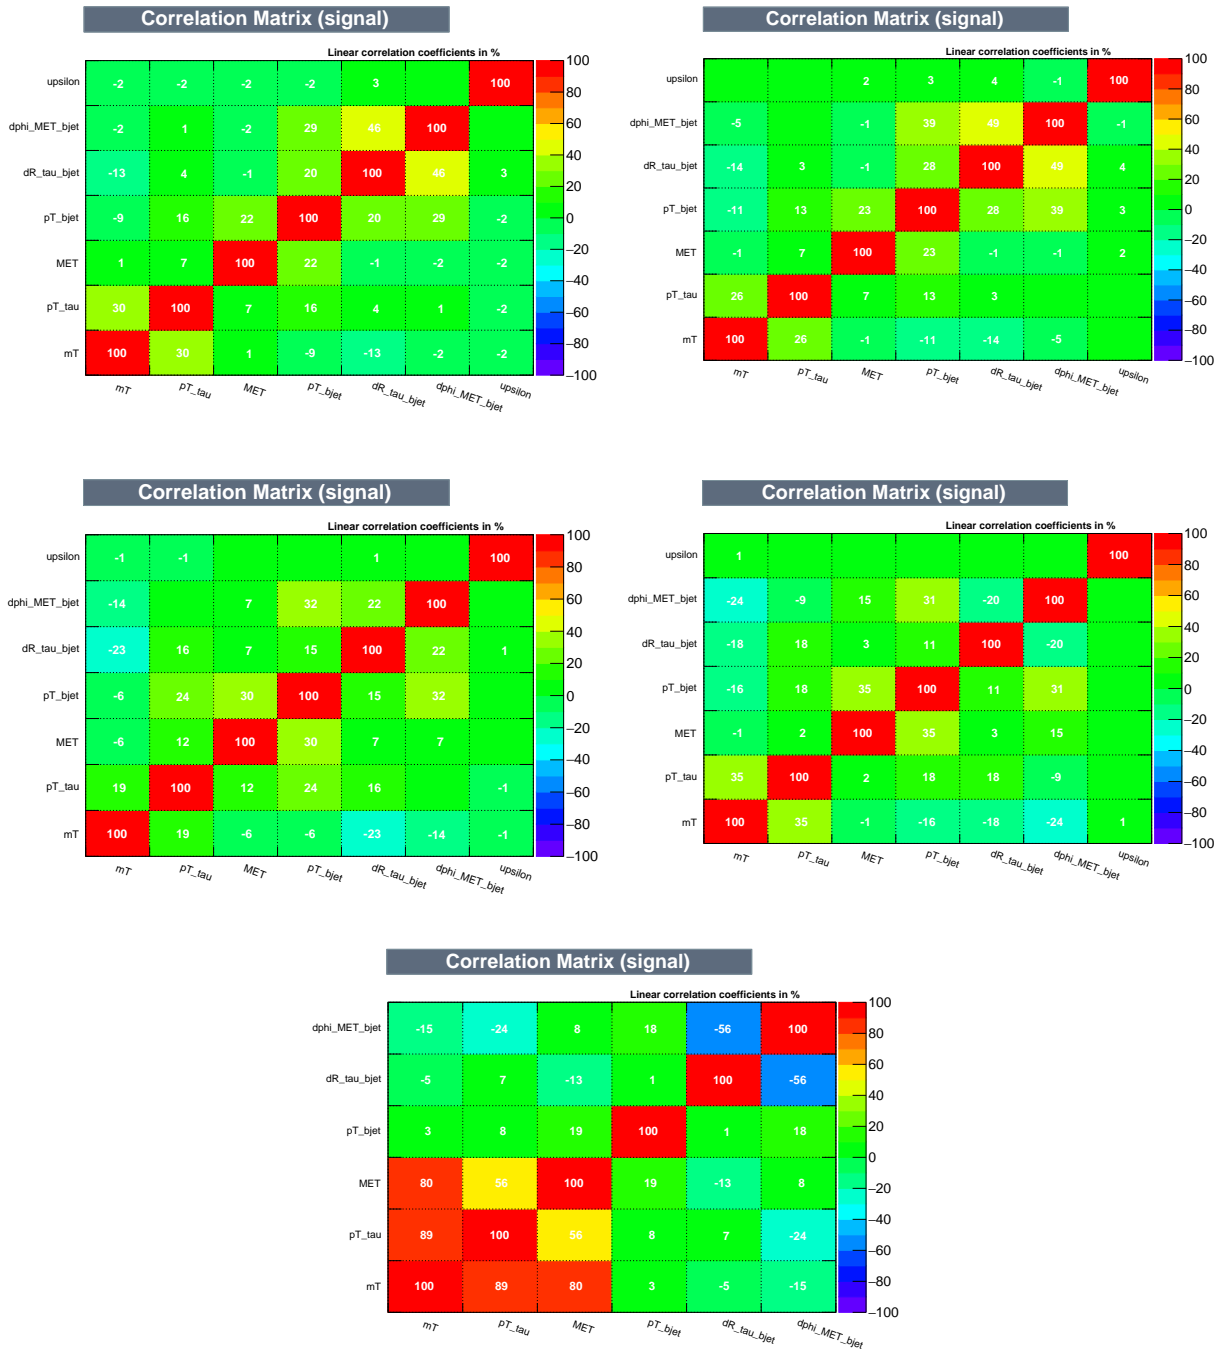 Correlation Matrix (signal)
Linear correlation coefficients in %
upsilon -2 -2 -2 -2 3 100
dphi_MET_bjet -2 1 -2 29 46 100
dR_tau_bjet -13 4 -1 20 100 46 3
pT_bjet -9 16 22 100 20 29 -2
MET 1 7 100 22 -1 -2 -2
pT_tau 30 100 7 16 4 1 -2
mT 100 30 1 -9 -13 -2 -2
mT pT_tau MET pT_bjet dR_tau_bjet dphi_MET_bjet upsilon
100
80
60
40
20
0
−20
−40
−60
−80
−100
Correlation Matrix (signal)
Linear correlation coefficients in %
upsilon 2 3 4 -1 100
dphi_MET_bjet -5 -1 39 49 100 -1
dR_tau_bjet -14 3 -1 28 100 49 4
pT_bjet -11 13 23 100 28 39 3
MET -1 7 100 23 -1 -1 2
pT_tau 26 100 7 13 3
mT 100 26 -1 -11 -14 -5
mT pT_tau MET pT_bjet dR_tau_bjet dphi_MET_bjet upsilon
100
80
60
40
20
0
−20
−40
−60
−80
−100
Correlation Matrix (signal)
Linear correlation coefficients in %
upsilon -1 -1 1 100
dphi_MET_bjet -14 7 32 22 100
dR_tau_bjet -23 16 7 15 100 22 1
pT_bjet -6 24 30 100 15 32
MET -6 12 100 30 7 7
pT_tau 19 100 12 24 16 -1
mT 100 19 -6 -6 -23 -14 -1
mT pT_tau MET pT_bjet dR_tau_bjet dphi_MET_bjet upsilon
100
80
60
40
20
0
−20
−40
−60
−80
−100
Correlation Matrix (signal)
Linear correlation coefficients in %
upsilon 1 100
dphi_MET_bjet -24 -9 15 31 -20 100
dR_tau_bjet -18 18 3 11 100 -20
pT_bjet -16 18 35 100 11 31
MET -1 2 100 35 3 15
pT_tau 35 100 2 18 18 -9
mT 100 35 -1 -16 -18 -24 1
mT pT_tau MET pT_bjet dR_tau_bjet dphi_MET_bjet upsilon
100
80
60
40
20
0
−20
−40
−60
−80
−100
Correlation Matrix (signal)
Linear correlation coefficients in %
dphi_MET_bjet -15 -24 8 18 -56 100
dR_tau_bjet -5 7 -13 1 100 -56
pT_bjet 3 8 19 100 1 18
MET 80 56 100 19 -13 8
pT_tau 89 100 56 8 7 -24
mT 100 89 80 3 -5 -15
mT pT_tau MET pT_bjet dR_tau_bjet dphi_MET_bjet
100
80
60
40
20
0
−20
−40
−60
−80
−100